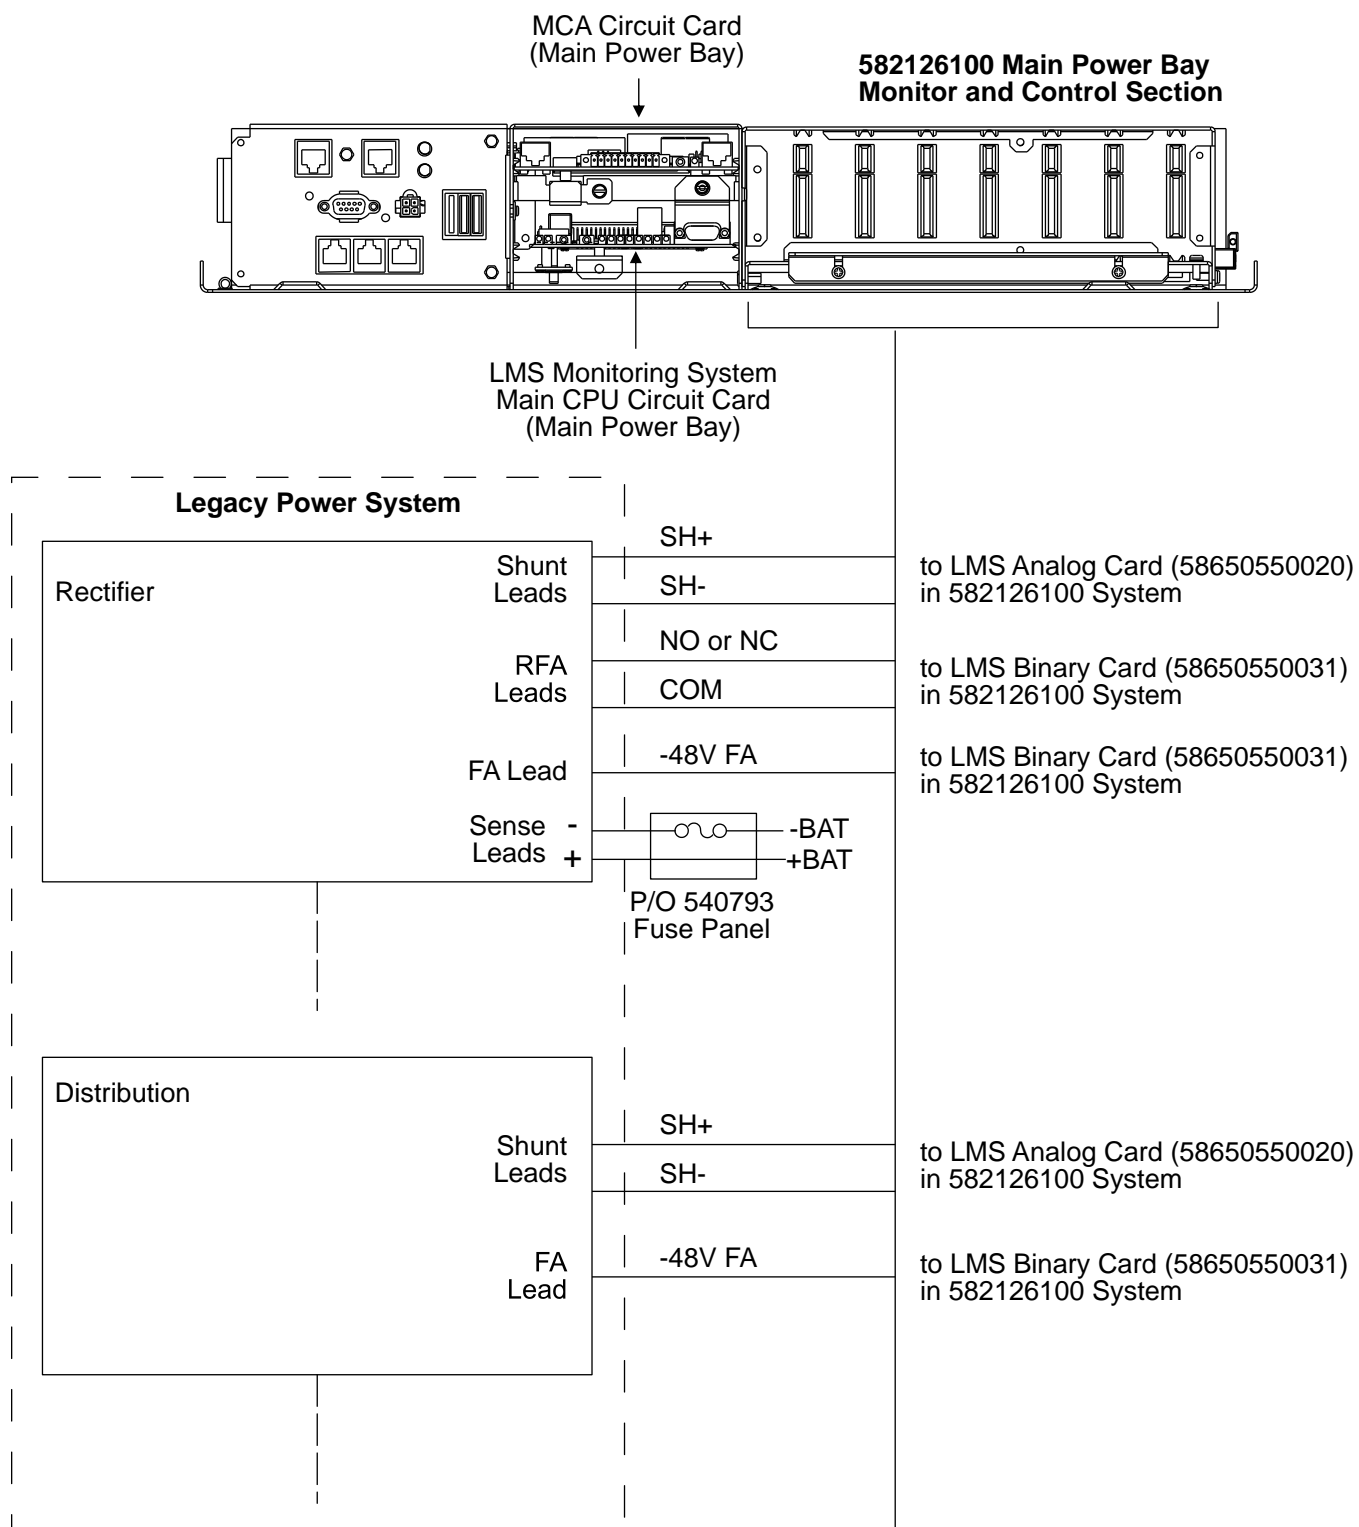 MCA Circuit Card
(Main Power Bay)
582126100 Main Power Bay
Monitor and Control Section
LMS Monitoring System
Main CPU Circuit Card
(Main Power Bay)
Legacy Power System
Rectifier
Shunt
Leads
SH+
SH-
to LMS Analog Card (58650550020)
in 582126100 System
RFA
Leads
NO or NC
COM
to LMS Binary Card (58650550031)
in 582126100 System
FA Lead
-48V FA
to LMS Binary Card (58650550031)
in 582126100 System
Sense -
Leads +
-BAT
+BAT
P/O 540793
Fuse Panel
Distribution
Shunt
Leads
SH+
SH-
to LMS Analog Card (58650550020)
in 582126100 System
FA
Lead
-48V FA
to LMS Binary Card (58650550031)
in 582126100 System